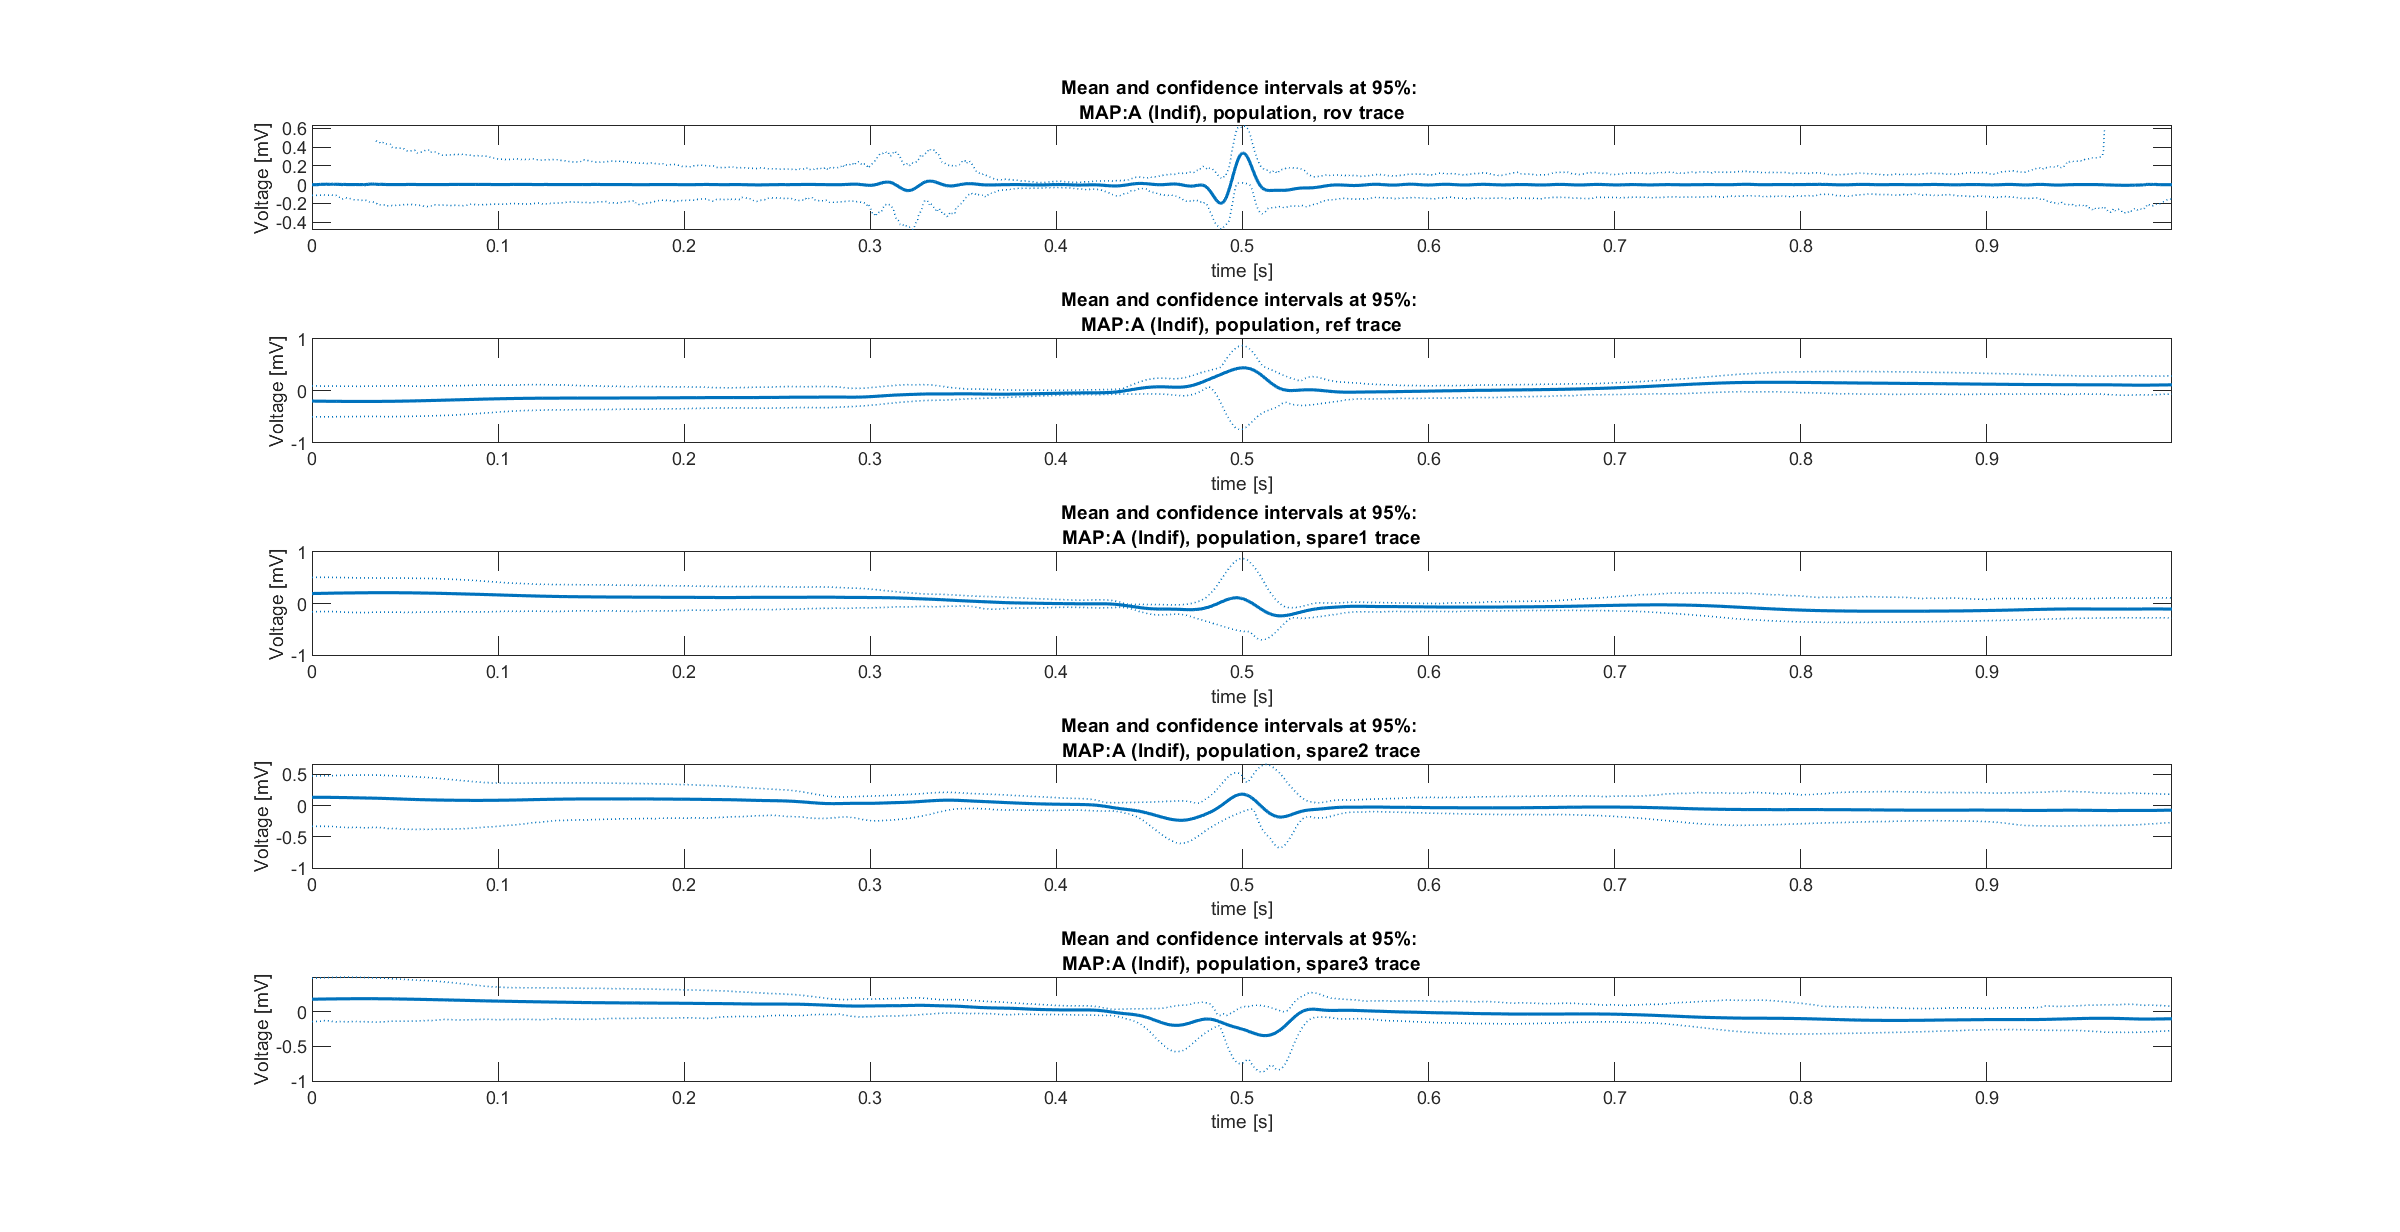 Mean and confidence intervals at 95%:
MAP:A (Indif), population, rov trace
Voltage [mV]
0.6
0.4
0.2
0
-0.2
-0.4
0 0.1 0.2 0.3 0.4 0.5 0.6 0.7 0.8 0.9
time [s]
Mean and confidence intervals at 95%:
MAP:A (Indif), population, ref trace
Voltage [mV]
1
0
-1
0 0.1 0.2 0.3 0.4 0.5 0.6 0.7 0.8 0.9
time [s]
Mean and confidence intervals at 95%:
MAP:A (Indif), population, spare1 trace
Voltage [mV]
1
0
-1
0 0.1 0.2 0.3 0.4 0.5 0.6 0.7 0.8 0.9
time [s]
Mean and confidence intervals at 95%:
MAP:A (Indif), population, spare2 trace
Voltage [mV]
0.5
0
-0.5
-1
0 0.1 0.2 0.3 0.4 0.5 0.6 0.7 0.8 0.9
time [s]
Mean and confidence intervals at 95%:
MAP:A (Indif), population, spare3 trace
Voltage [mV]
0
-0.5
-1
0 0.1 0.2 0.3 0.4 0.5 0.6 0.7 0.8 0.9
time [s]